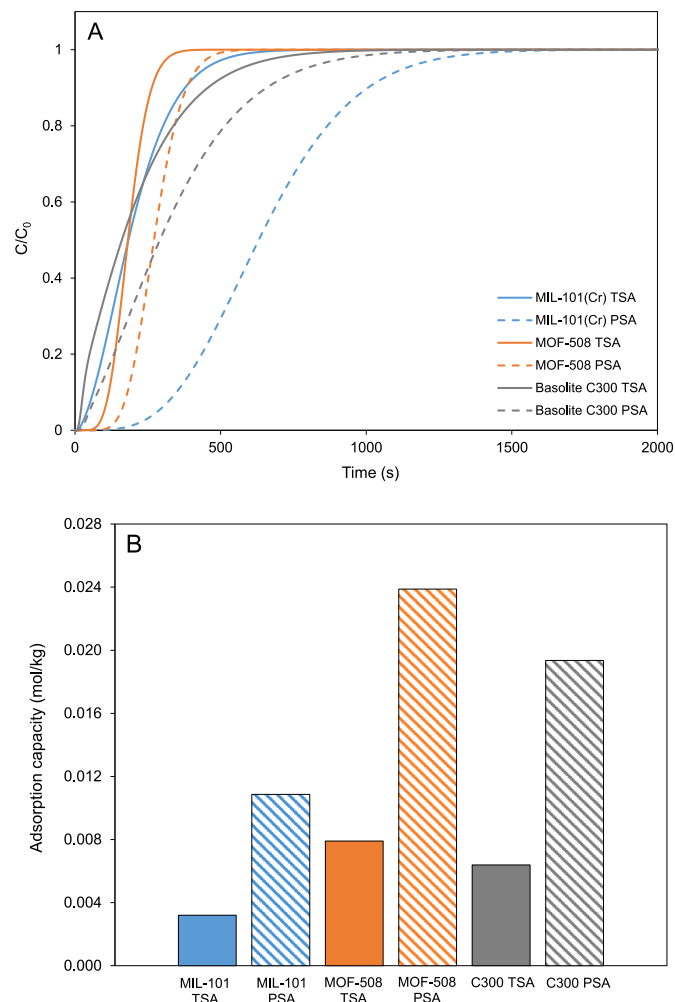 A
1
0.8
0.6
0.4
0.2
0
C/C0
MIL-101(Cr) TSA
MIL-101(Cr) PSA
MOF-508 TSA
MOF-508 PSA
Basolite C300 TSA
Basolite C300 PSA
0 500 1000 1500 2000
Time (s)
B
0.028
0.024
0.020
0.016
0.012
0.008
0.004
0.000
Adsorption capacity (mol/kg)
MIL-101 MIL-101 MOF-508 MOF-508 C300 TSA C300 PSA
TSA PSA TSA PSA